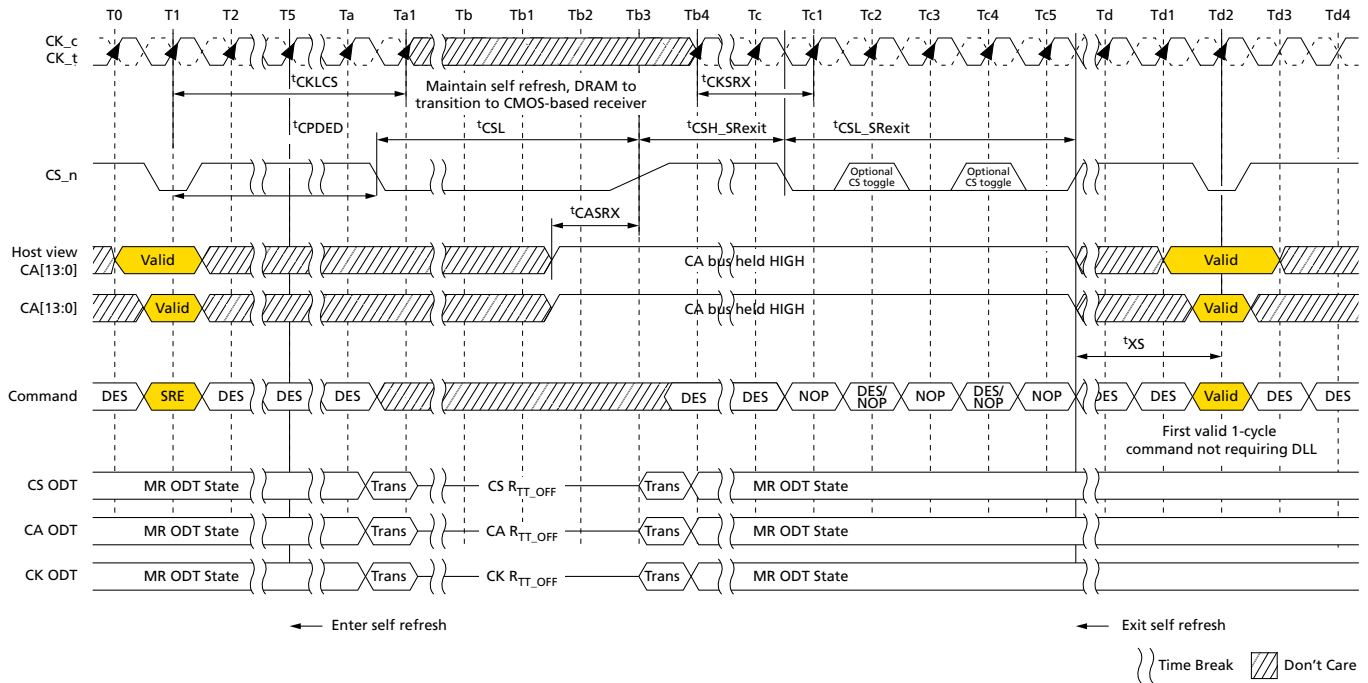 T0 T1 T2 T5 Ta Ta1 Tb Tb1 Tb2 Tb3 Tb4 Tc Tc1 Tc2 Tc3 Tc4 Tc5 Td Td1 Td2 Td3 Td4
CK_c
CK_t
tCKLCS
Maintain self refresh, DRAM to
transition to CMOS-based receiver
tCKSRX
tCPDED tCSL tCSH_SRexit tCSL_SRexit
CS_n
Optional
CS toggle
Optional
CS toggle
tCASRX
Host view
CA[13:0]
Valid CA bus held HIGH Valid
CA[13:0] Valid CA bus held HIGH Valid
tXS
Command DES SRE DES DES DES DES DES NOP DES/NOP NOP DES/NOP NOP DES DES Valid DES DES
First valid 1-cycle
command not requiring DLL
CS ODT MR ODT State Trans CS RTT_OFF Trans MR ODT State
CA ODT MR ODT State Trans CA RTT_OFF Trans MR ODT State
CK ODT MR ODT State Trans CK RTT_OFF Trans MR ODT State
Enter self refresh Exit self refresh
Time Break Don't Care